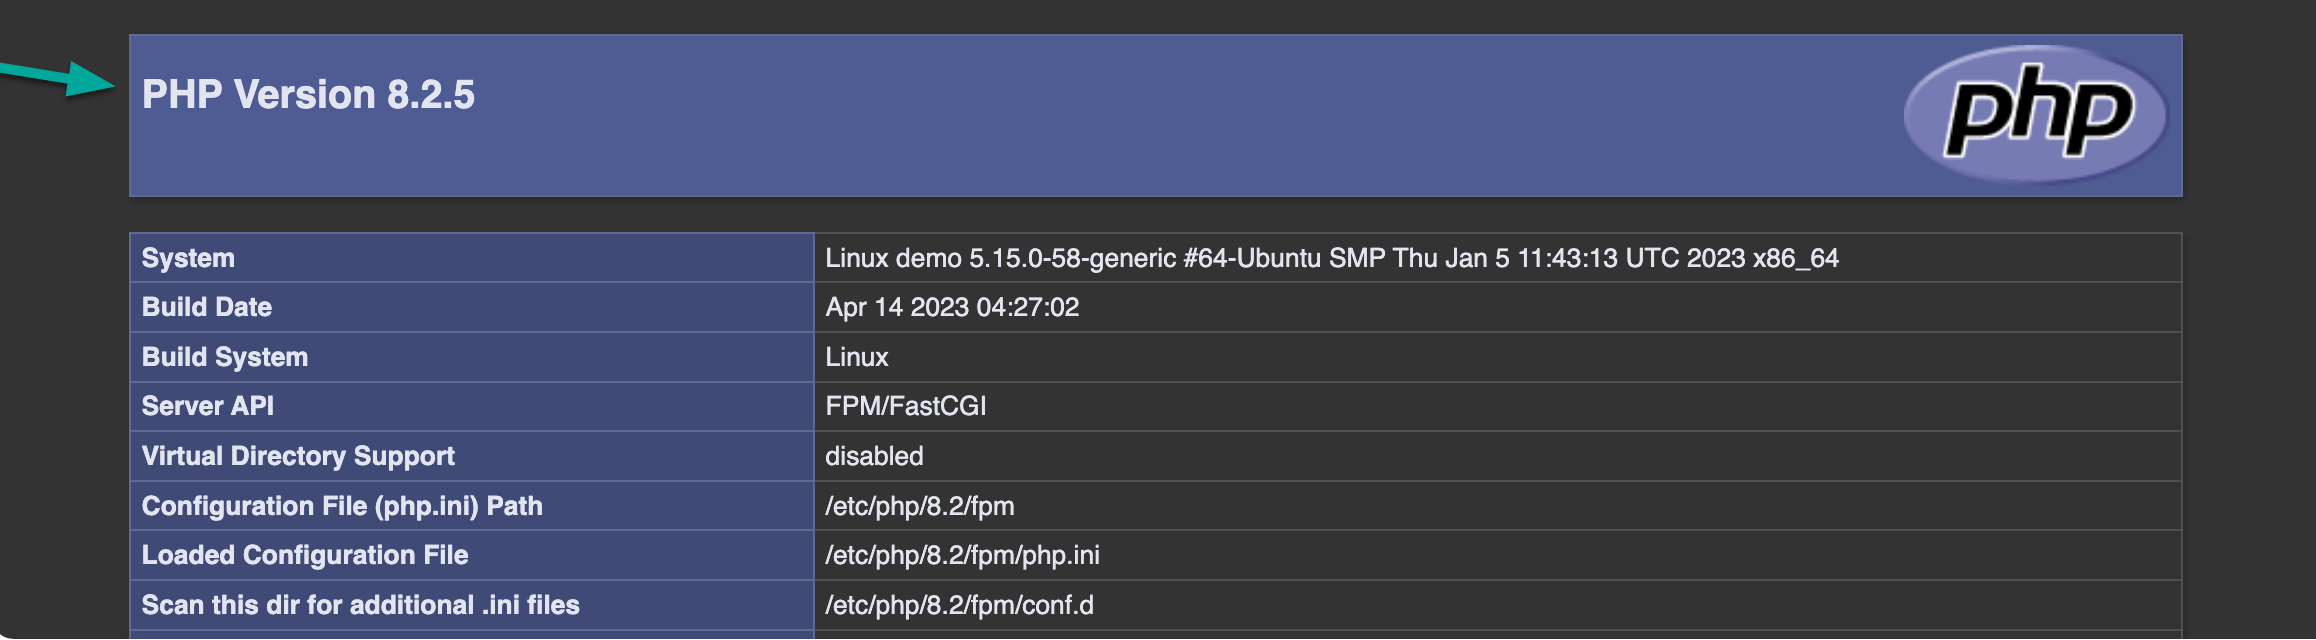 PHP Version 8.2.5
php
System Linux demo 5.15.0-58-generic #64-Ubuntu SMP Thu Jan 5 11:43:13 UTC 2023 x86_64
Build Date Apr 14 2023 04:27:02
Build System Linux
Server API FPM/FastCGI
Virtual Directory Support disabled
Configuration File (php.ini) Path /etc/php/8.2/fpm
Loaded Configuration File /etc/php/8.2/fpm/php.ini
Scan this dir for additional .ini files /etc/php/8.2/fpm/conf.d